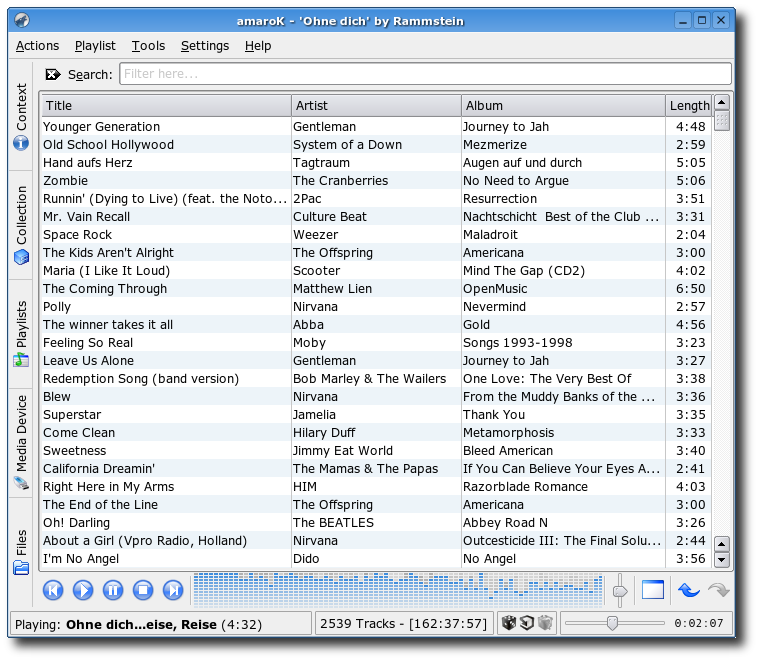 amaroK - 'Ohne dich' by Rammstein
Actions Playlist Tools Settings Help
Search: Filter here...
Context
Collection
Playlists
Media Device
Files
Title Artist Album Length
Younger Generation Gentleman Journey to Jah 4:48
Old School Hollywood System of a Down Mezmerize 2:59
Hand aufs Herz Tagtraum Augen auf und durch 5:05
Zombie The Cranberries No Need to Argue 5:06
Runnin' (Dying to Live) (feat. the Noto... 2Pac Resurrection 3:51
Mr. Vain Recall Culture Beat Nachtschicht  Best of the Club ... 3:31
Space Rock Weezer Maladroit 2:04
The Kids Aren't Alright The Offspring Americana 3:00
Maria (I Like It Loud) Scooter Mind The Gap (CD2) 4:02
The Coming Through Matthew Lien OpenMusic 6:50
Polly Nirvana Nevermind 2:57
The winner takes it all Abba Gold 4:56
Feeling So Real Moby Songs 1993-1998 3:23
Leave Us Alone Gentleman Journey to Jah 3:27
Redemption Song (band version) Bob Marley & The Wailers One Love: The Very Best Of 3:38
Blew Nirvana From the Muddy Banks of the ... 3:36
Superstar Jamelia Thank You 3:35
Come Clean Hilary Duff Metamorphosis 3:33
Sweetness Jimmy Eat World Bleed American 3:40
California Dreamin' The Mamas & The Papas If You Can Believe Your Eyes A... 2:41
Right Here in My Arms HIM Razorblade Romance 4:03
The End of the Line The Offspring Americana 3:00
Oh! Darling The BEATLES Abbey Road N 3:26
About a Girl (Vpro Radio, Holland) Nirvana Outcesticide III: The Final Solu... 2:44
I'm No Angel Dido No Angel 3:56
Playing: Ohne dich...eise, Reise (4:32) 2539 Tracks - [162:37:57] 0:02:07